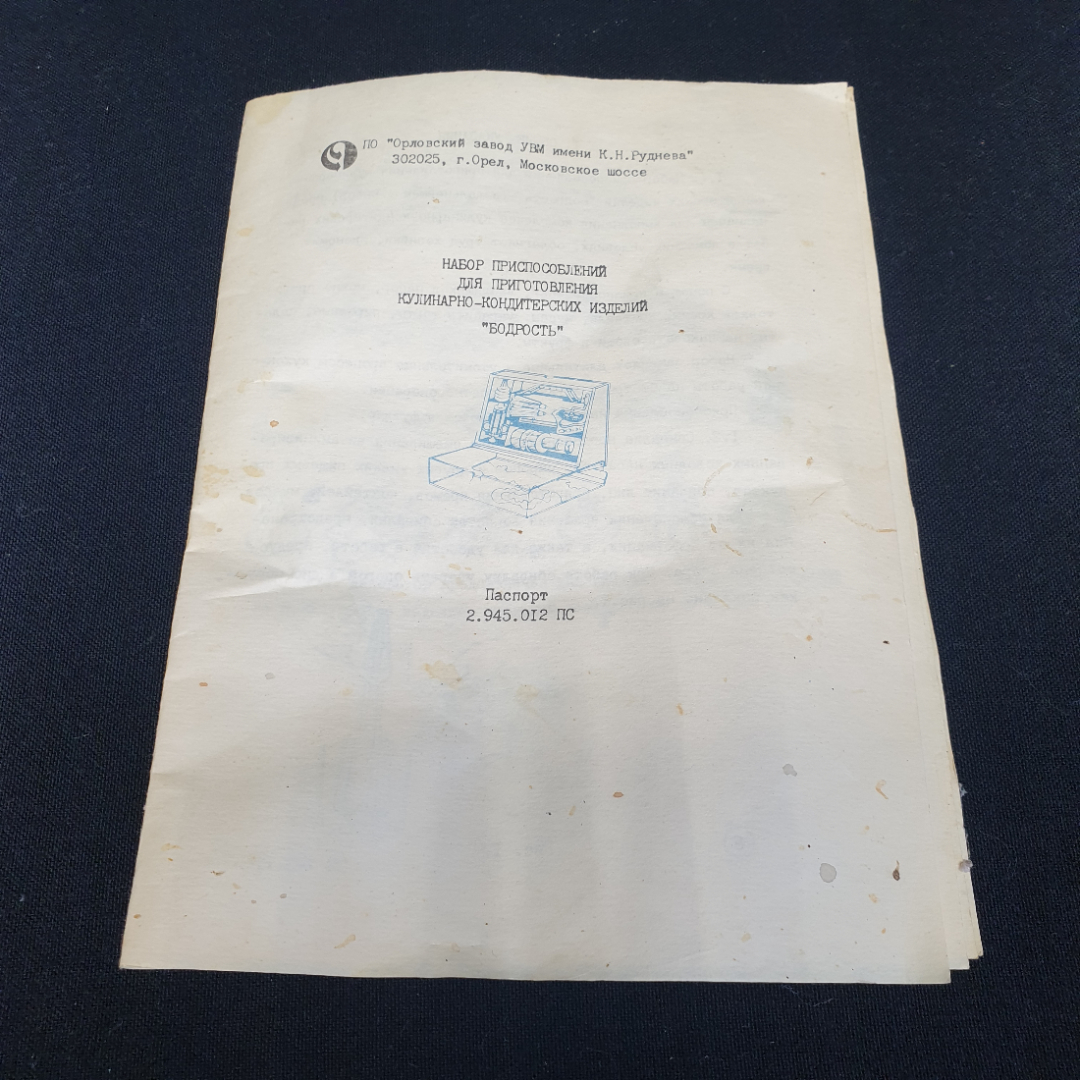 ПО "Орловский завод УВМ имени К.Н.Руднева"
302025, г.Орел, Московское шоссе
НАБОР ПРИСПОСОБЛЕНИЙ
ДЛЯ ПРИГОТОВЛЕНИЯ
КУЛИНАРНО-КОНДИТЕРСКИХ ИЗДЕЛИЙ
"БОДРОСТЬ"
Паспорт
2.945.012 ПС